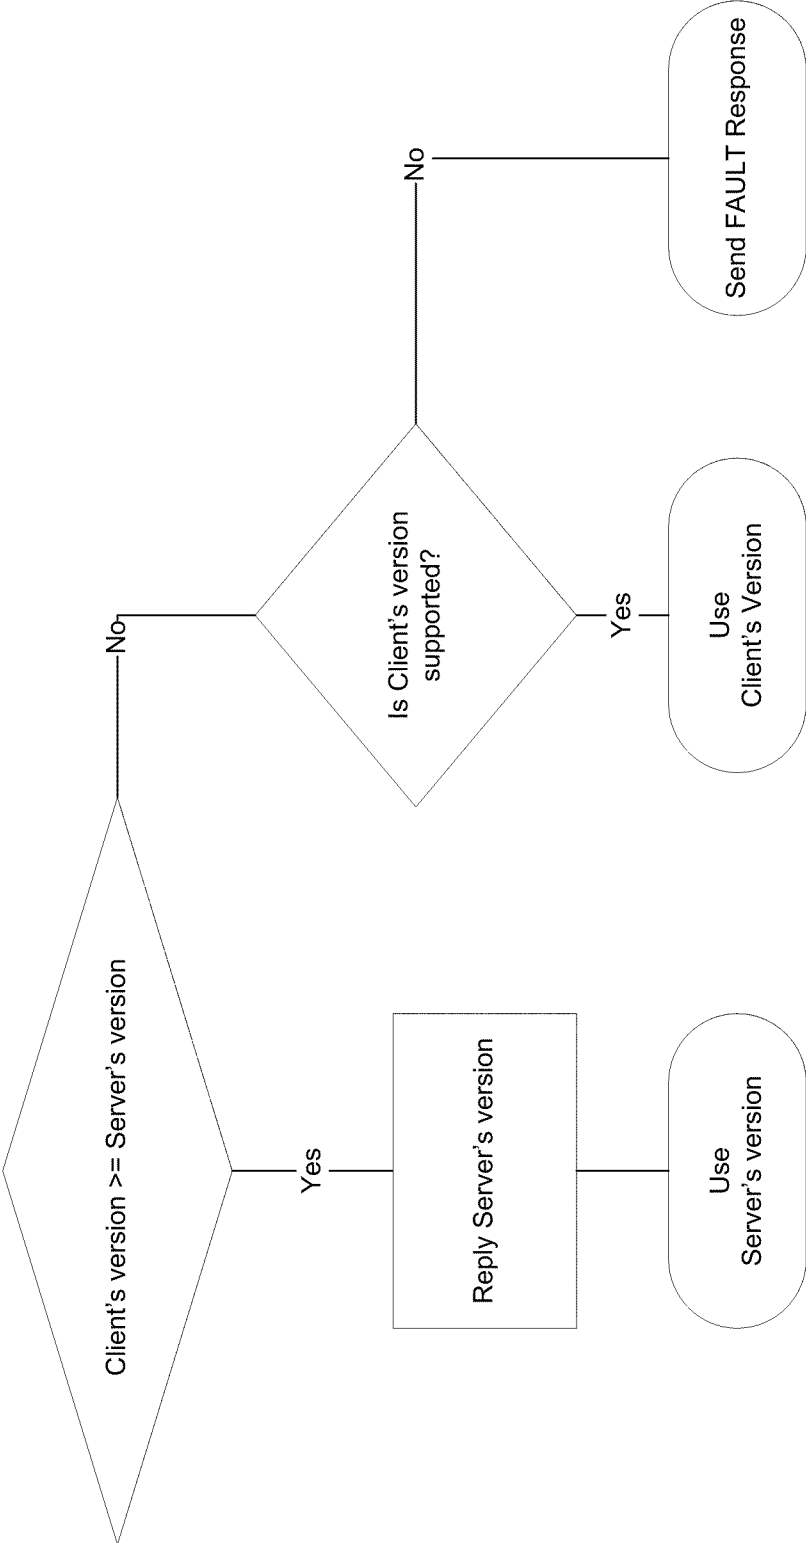 Client's version >= Server's version
No
Yes
Is Client's version
supported?
No
Reply Server's version
Yes
Use
Server's version
Use
Client's Version
Send FAULT Response